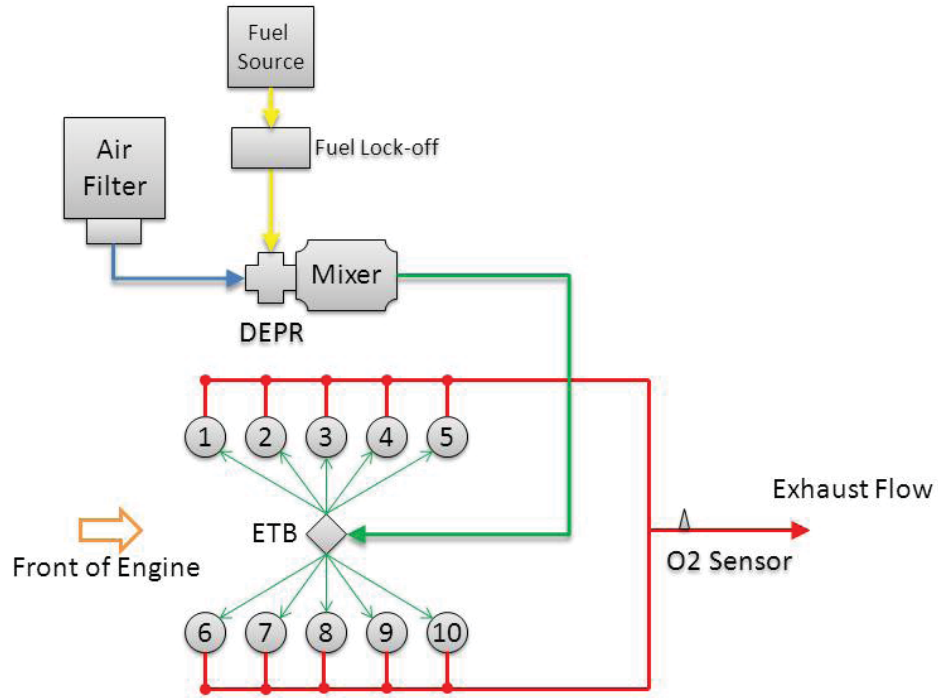 Fuel
Source
Fuel Lock-off
Air
Filter
Mixer
DEPR
1 2 3 4 5
ETB
Exhaust Flow
O2 Sensor
Front of Engine
6 7 8 9 10